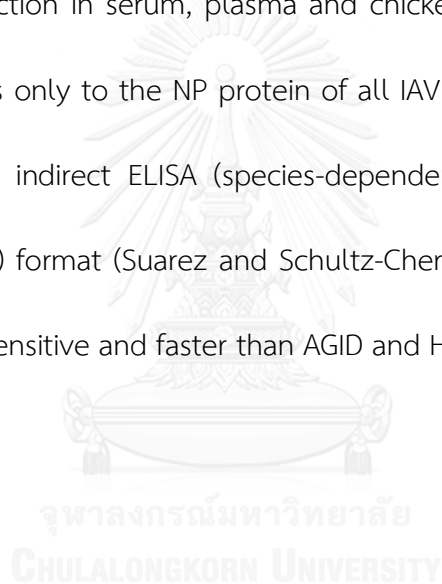 ction in serum, plasma and chicke
s only to the NP protein of all IAV
indirect ELISA (species-depende
) format (Suarez and Schultz-Cher
ensitive and faster than AGID and H
จุฬาลงกรณ์มหาวิทยาลัย
CHULALONGKORN UNIVERSITY